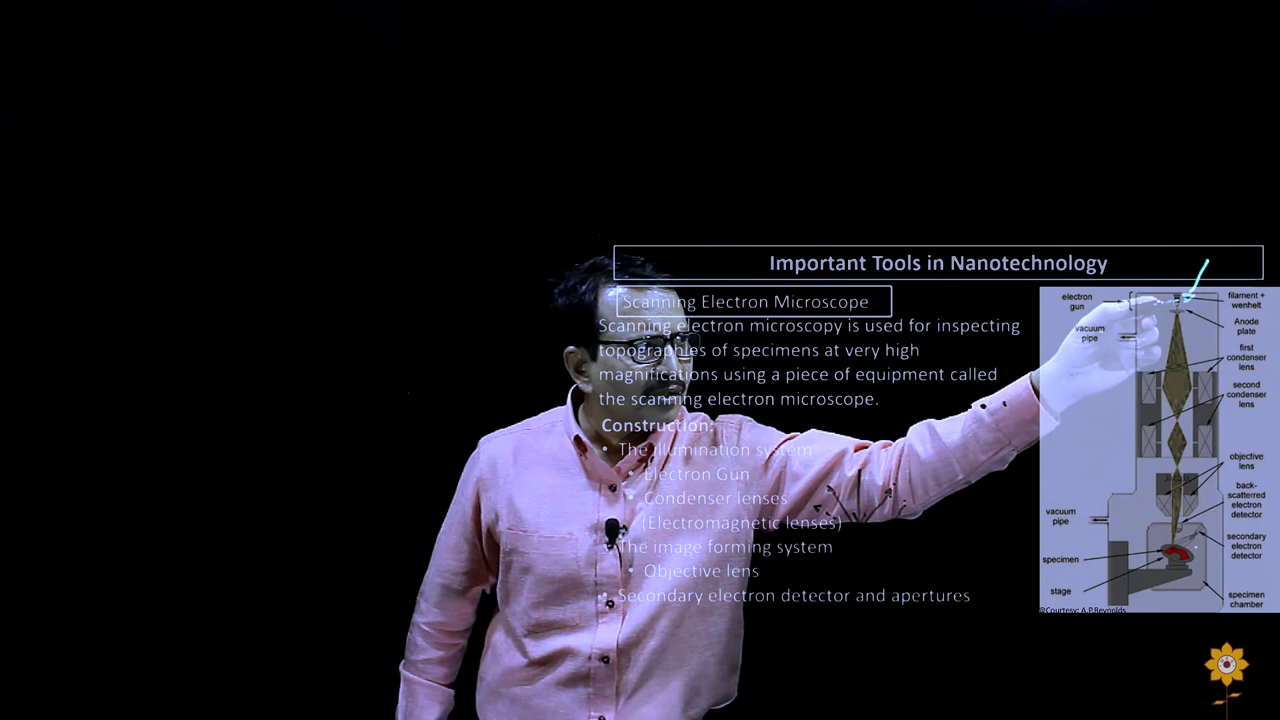 Important Tools in Nanotechnology
Scanning Electron Microscope
Scanning electron microscopy is used for inspecting
topographies of specimens at very high
magnifications using a piece of equipment called
the scanning electron microscope.
Construction:
• The illumination system
• Electron Gun
• Condenser lenses
(Electromagnetic lenses)
• The image forming system
• Objective lens
• Secondary electron detector and apertures
electron
gun
vacuum
pipe
filament +
wenhelt
Anode
plate
first
condenser
lens
second
condenser
lens
objective
lens
back-
scattered
electron
detector
vacuum
pipe
secondary
electron
detector
specimen
stage
specimen
chamber
©Courtesy: A.P.Reynolds